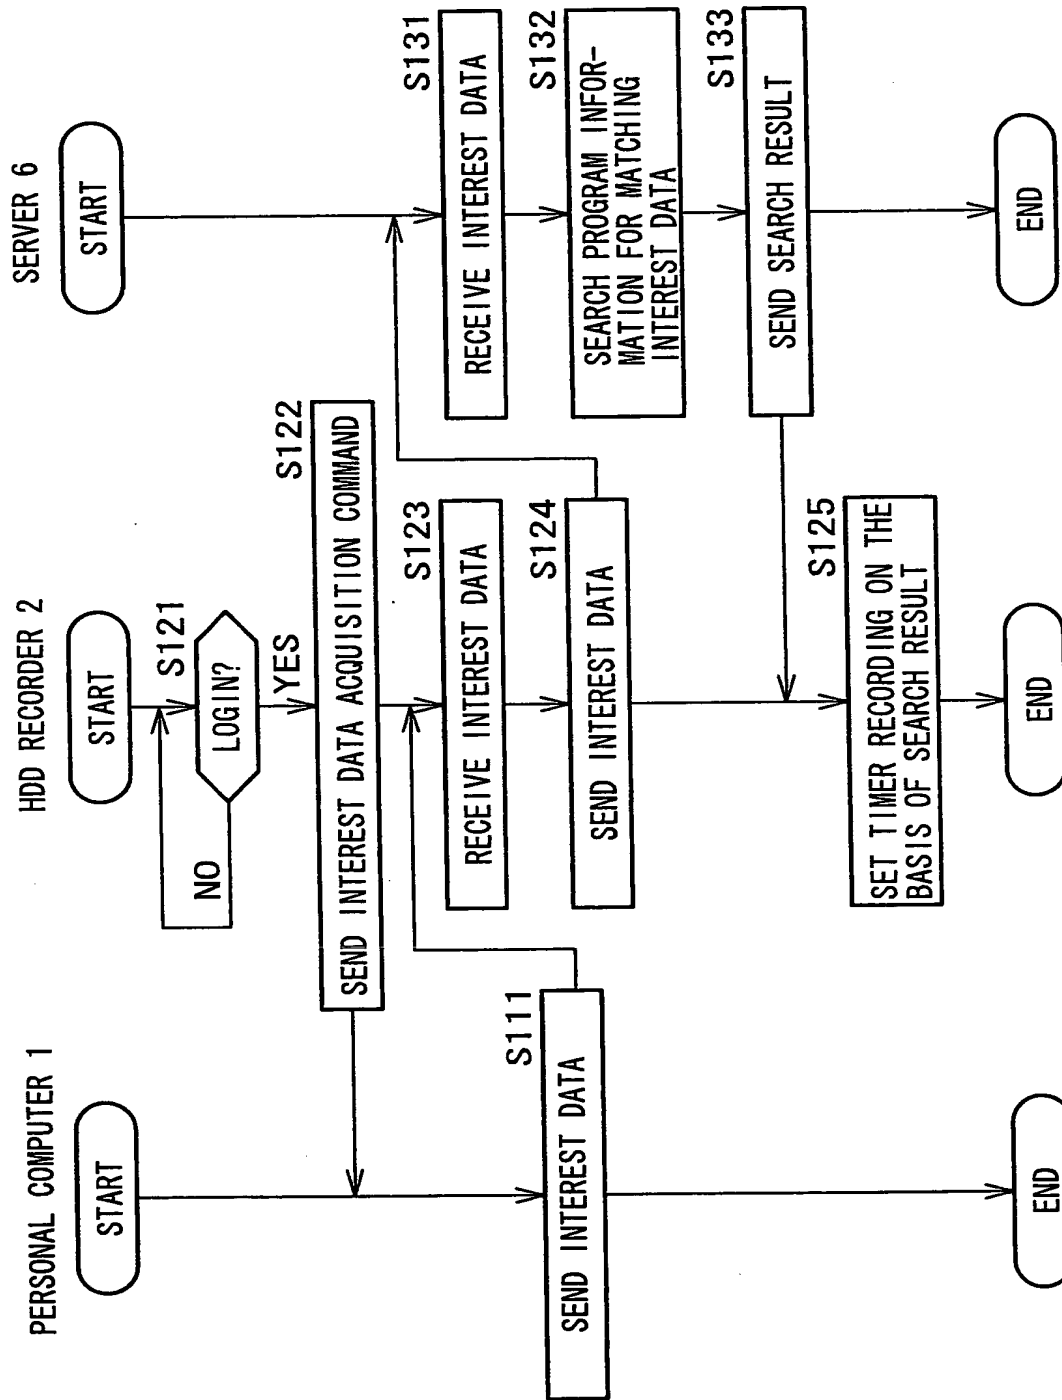 PERSONAL COMPUTER 1
START
S111
SEND INTEREST DATA
END
HDD RECORDER 2
START
S121
LOGIN?
NO
YES
S122
SEND INTEREST DATA ACQUISITION COMMAND
S123
RECEIVE INTEREST DATA
S124
SEND INTEREST DATA
S125
SET TIMER RECORDING ON THE
BASIS OF SEARCH RESULT
END
SERVER 6
START
S131
RECEIVE INTEREST DATA
S132
SEARCH PROGRAM INFOR-
MATION FOR MATCHING
INTEREST DATA
S133
SEND SEARCH RESULT
END